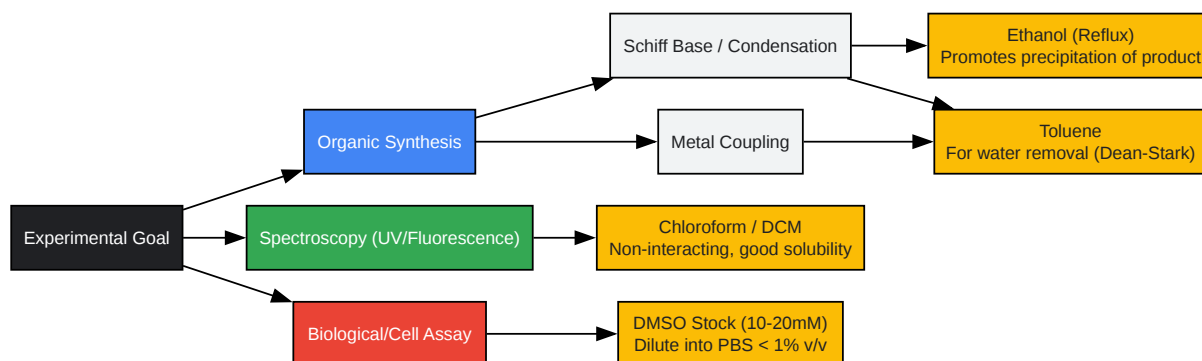 Experimental Goal
Organic Synthesis
Spectroscopy (UV/Fluorescence)
Biological/Cell Assay
Schiff Base / Condensation
Metal Coupling
Ethanol (Reflux)
Promotes precipitation of product
Toluene
For water removal (Dean-Stark)
Chloroform / DCM
Non-interacting, good solubility
DMSO Stock (10-20mM)
Dilute into PBS < 1% v/v